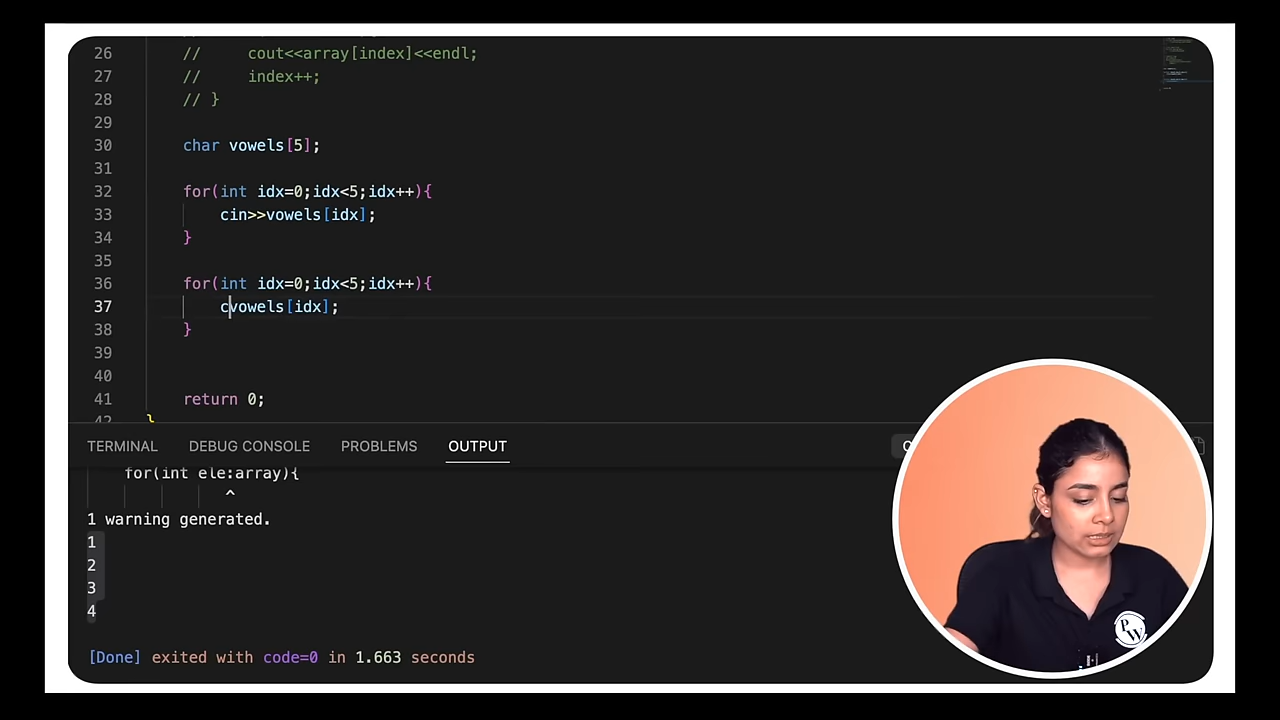 26 //     cout<<array[index]<<endl;
27 //     index++;
28 // }
29
30 char vowels[5];
31
32 for(int idx=0;idx<5;idx++){
33     cin>>vowels[idx];
34 }
35
36 for(int idx=0;idx<5;idx++){
37     cvowels[idx];
38 }
39
40
41 return 0;
42 }
TERMINAL DEBUG CONSOLE PROBLEMS OUTPUT
for(int ele:array){
^
1 warning generated.
1
2
3
4
[Done] exited with code=0 in 1.663 seconds
PW